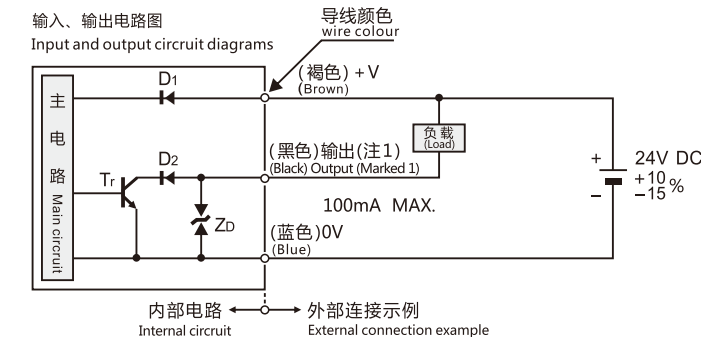 输入、输出电路图
Input and output circruit diagrams
导线颜色
wire colour
主电路
Main circruit
D1
(褐色) +V
(Brown)
负载
(Load)
D2
Tr
ZD
(黑色)输出(注1)
(Black) Output (Marked 1)
100mA MAX.
(蓝色)0V
(Blue)
+
−
24V DC
+10
−15 %
内部电路
Internal circruit
外部连接示例
External connection example